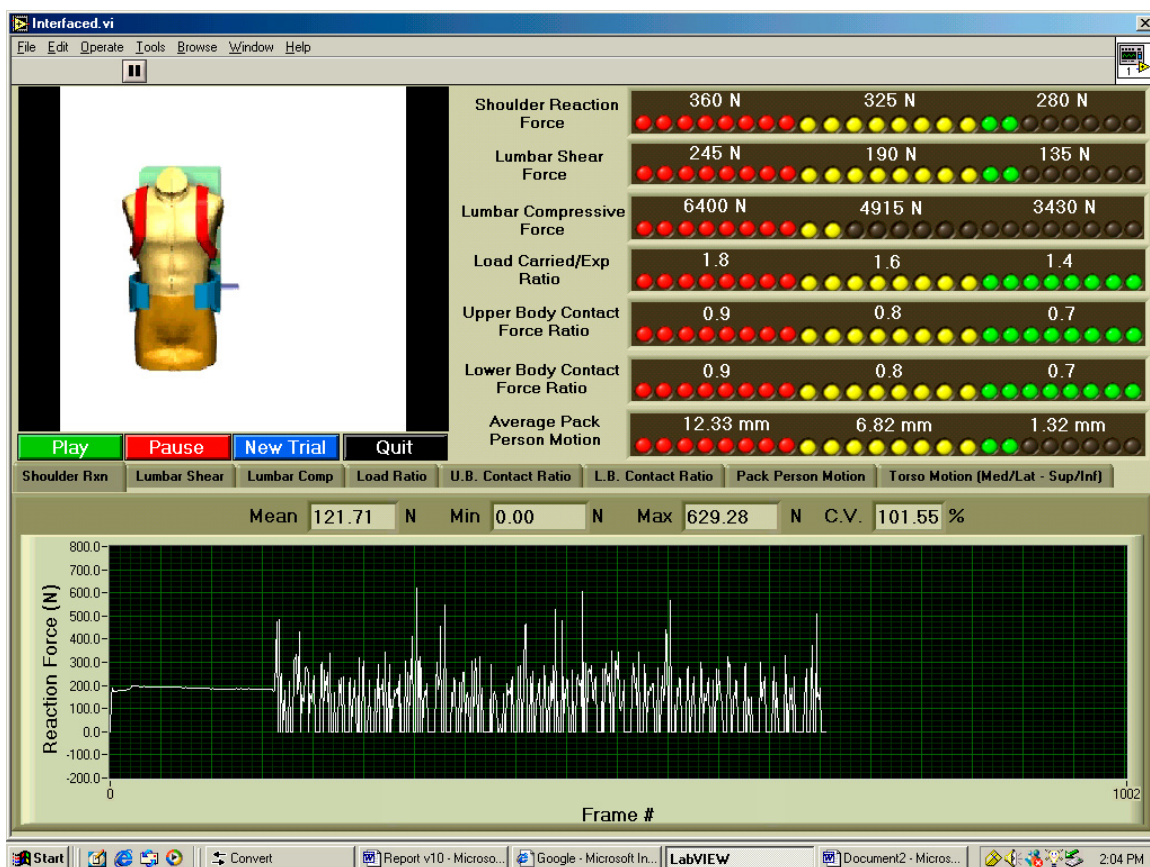 Interfaced.vi
File Edit Operate Tools Browse Window Help
1
Shoulder Reaction
Force
360 N 325 N 280 N
Lumbar Shear
Force
245 N 190 N 135 N
Lumbar Compressive
Force
6400 N 4915 N 3430 N
Load Carried/Exp
Ratio
1.8 1.6 1.4
Upper Body Contact
Force Ratio
0.9 0.8 0.7
Lower Body Contact
Force Ratio
0.9 0.8 0.7
Average Pack
Person Motion
12.33 mm 6.82 mm 1.32 mm
Play Pause New Trial Quit
Shoulder Rxn Lumbar Shear Lumbar Comp Load Ratio U.B. Contact Ratio L.B. Contact Ratio Pack Person Motion Torso Motion (Med/Lat - Sup/Inf)
Mean 121.71 N Min 0.00 N Max 629.28 N C.V. 101.55 %
Reaction Force (N)
800.0
700.0
600.0
500.0
400.0
300.0
200.0
100.0
0.0
-100.0
-200.0
0 1002
Frame #
Start Convert Report v10 - Microso... Google - Microsoft In... LabVIEW Document2 - Micros... 2:04 PM